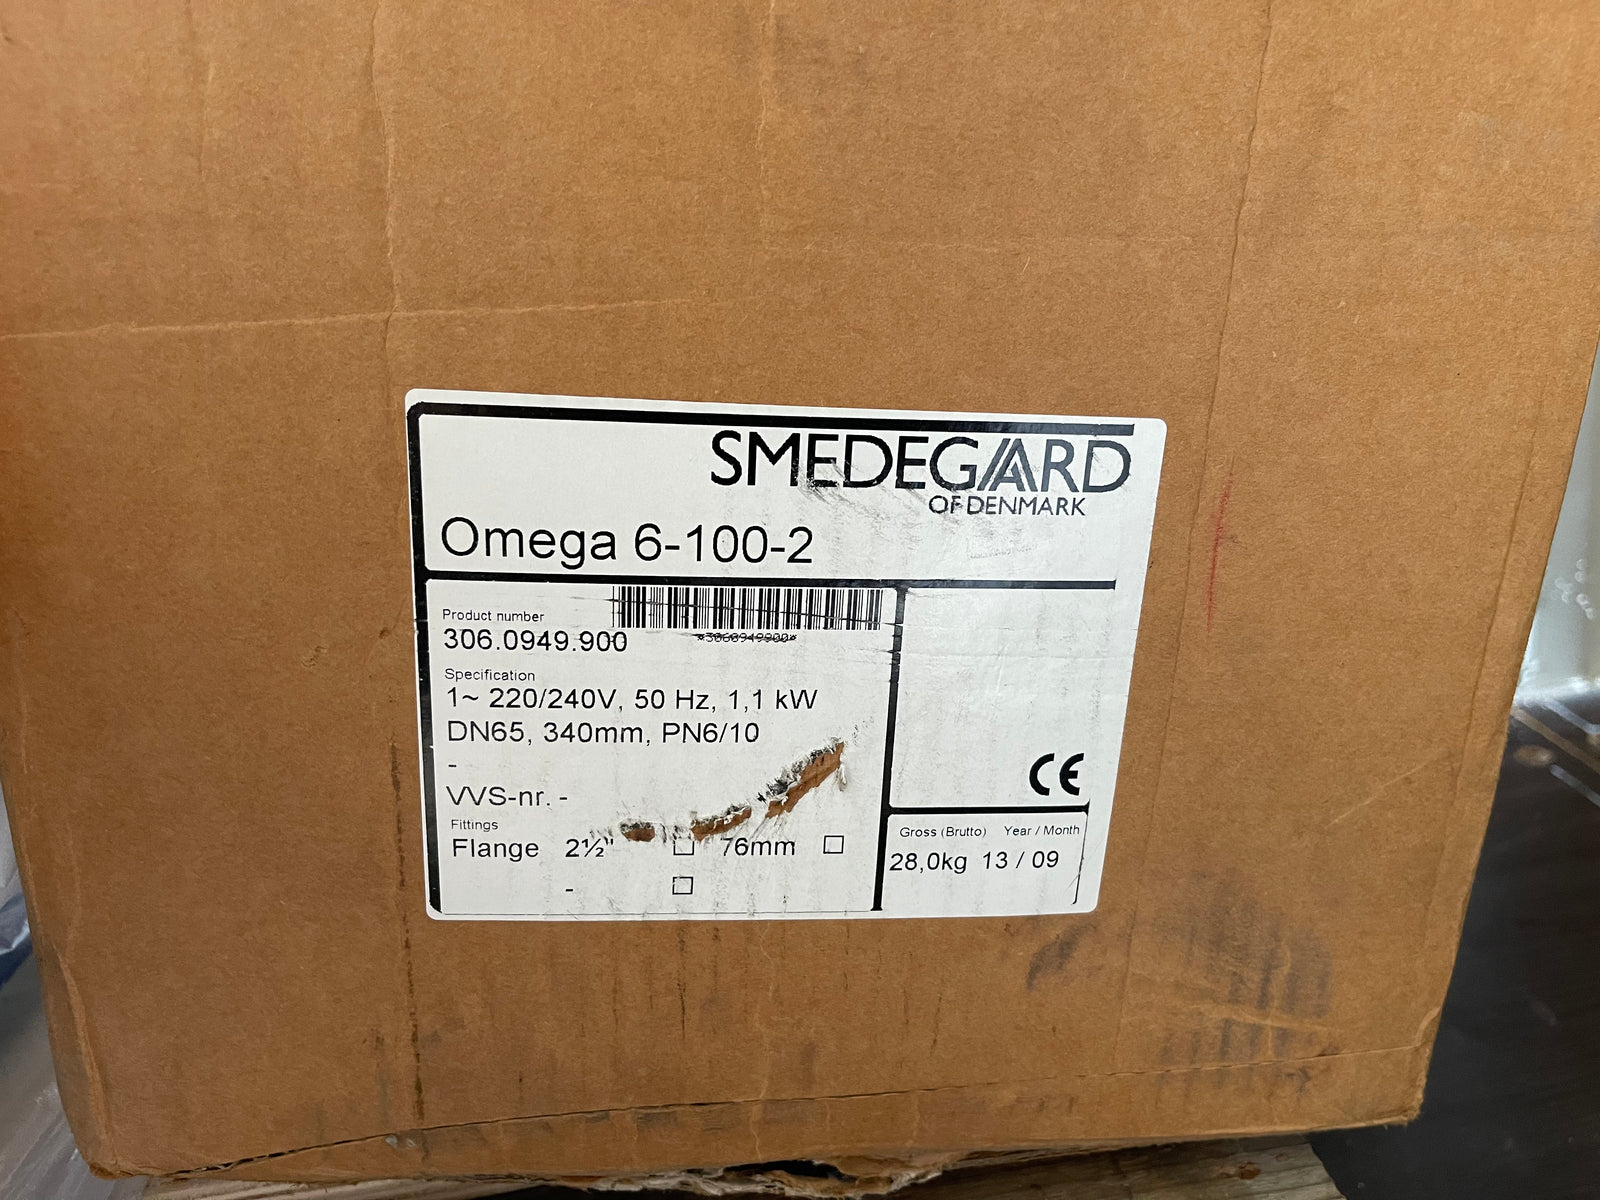 SMEDEGAARD
OF DENMARK
Omega 6-100-2
Product number
306.0949.900
*3060949900*
Specification
1~ 220/240V, 50 Hz, 1,1 kW
DN65, 340mm, PN6/10
-
VVS-nr. -
Fittings
Flange 2½" ☐ 76mm ☐
- ☐
CE
Gross (Brutto) Year / Month
28,0kg 13 / 09